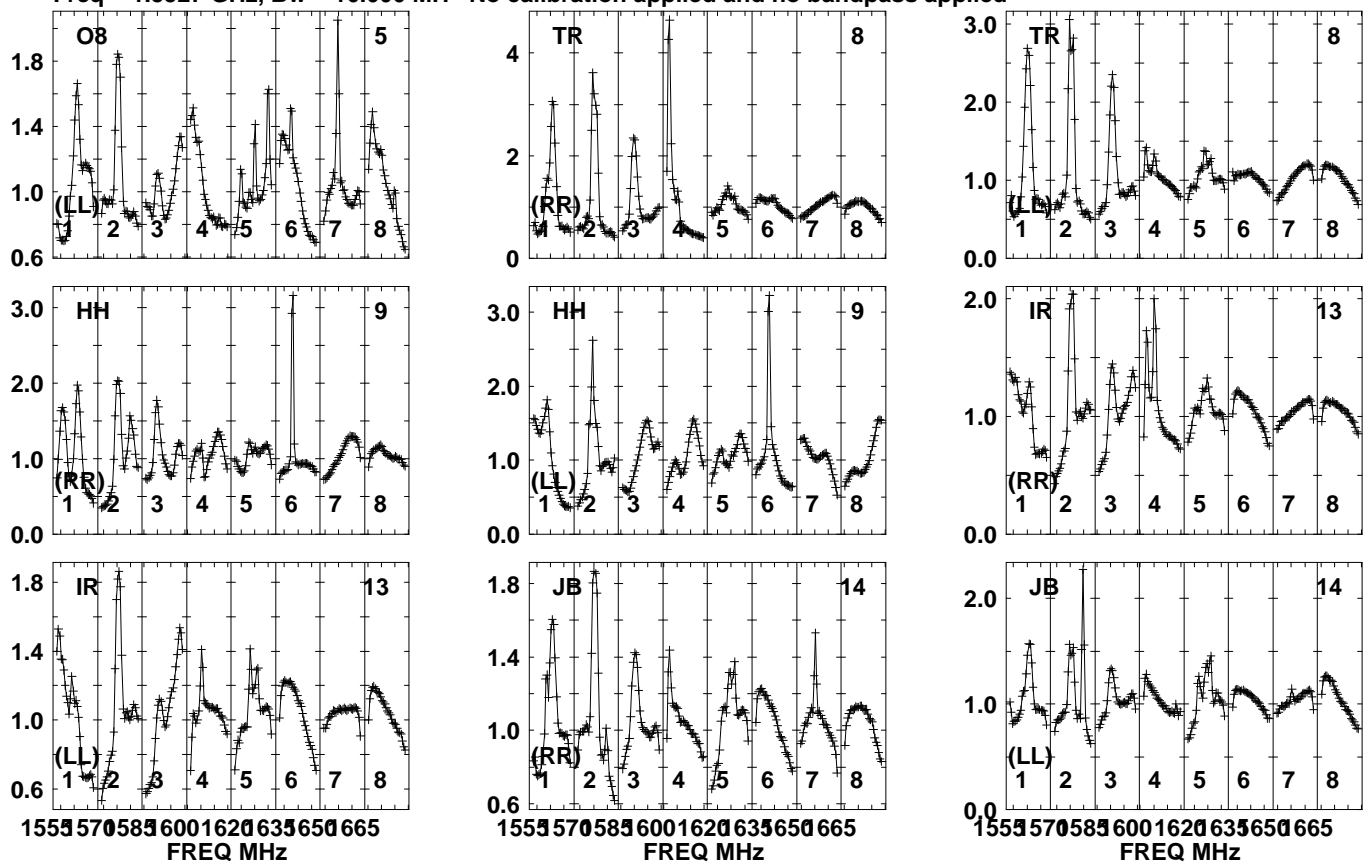 Freq GHz, Bw MH No calibration applied and no bandpass applied
1.8 O8 5 4 TR 8 3.0 TR 8
1.4 2 2.0
1.0 1.0
(LL) (RR) (LL)
1 2 3 4 5 6 7 8 1 2 3 4 5 6 7 8 1 2 3 4 5 6 7 8
0.6 0 0.0
3.0 HH 9 3.0 HH 9 2.0 IR 13
2.0 2.0
1.0 1.0 1.0
(RR) (LL) (RR)
1 2 3 4 5 6 7 8 1 2 3 4 5 6 7 8 1 2 3 4 5 6 7 8
0.0 0.0 0.0
1.8 IR 13 1.8 JB 14 JB 14
2.0
1.4 1.4
1.0 1.0 1.0
(LL) (RR) (LL)
1 2 3 4 5 6 7 8 1 2 3 4 5 6 7 8 1 2 3 4 5 6 7 8
0.6 0.6 0.0
1555 1570 1585 1600 1620 1635 1650 1665 1555 1570 1585 1600 1620 1635 1650 1665 1555 1570 1585 1600 1620 1635 1650 1665
FREQ MHz FREQ MHz FREQ MHz